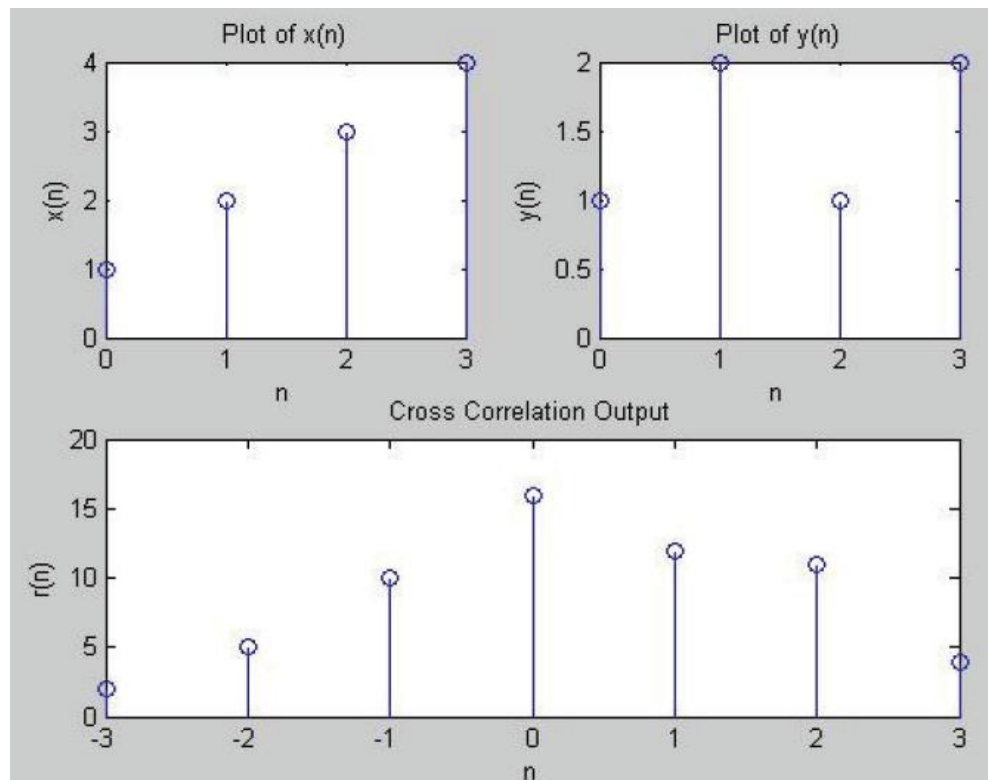 Plot of x(n)
4
3
2
1
0
x(n)
0 1 2 3
n
Plot of y(n)
2
1.5
1
0.5
0
y(n)
0 1 2 3
n
Cross Correlation Output
20
15
10
5
0
r(n)
-3 -2 -1 0 1 2 3
n